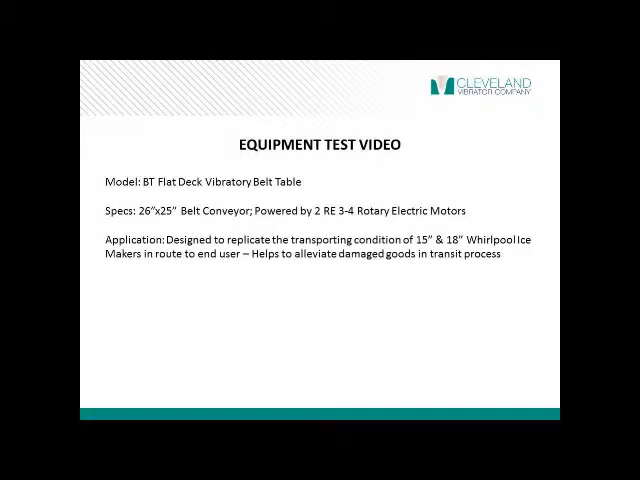 CLEVELAND
VIBRATOR COMPANY
EQUIPMENT TEST VIDEO
Model: BT Flat Deck Vibratory Belt Table
Specs: 26"x25" Belt Conveyor; Powered by 2 RE 3-4 Rotary Electric Motors
Application: Designed to replicate the transporting condition of 15" & 18" Whirlpool Ice
Makers in route to end user – Helps to alleviate damaged goods in transit process